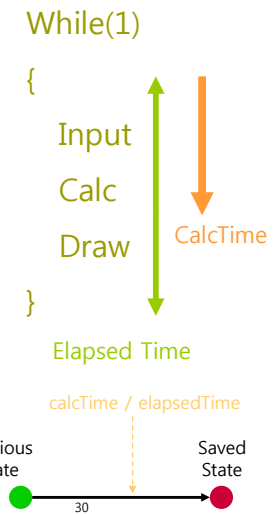 While(1)
{
Input
Calc
Draw
CalcTime
}
Elapsed Time
calcTime / elapsedTime
Saved
State
30